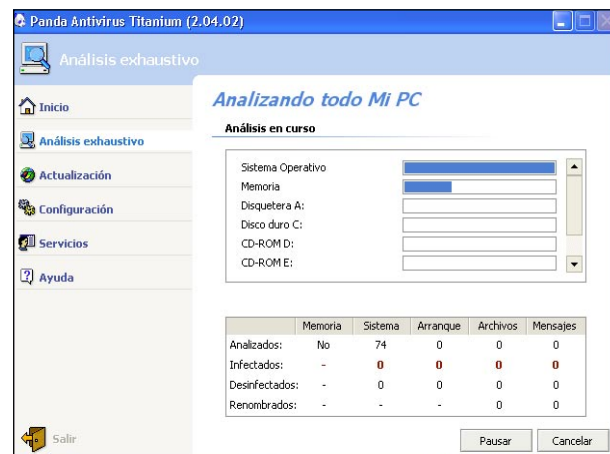 Panda Antivirus Titanium (2.04.02)
Análisis exhaustivo
Inicio
Análisis exhaustivo
Actualización
Configuración
Servicios
Ayuda
Salir
Analizando todo Mi PC
Análisis en curso
Sistema Operativo
Memoria
Disquetera A:
Disco duro C:
CD-ROM D:
CD-ROM E:
Memoria Sistema Arranque Archivos Mensajes
Analizados: No 74 0 0 0
Infectados: - 0 0 0 0
Desinfectados: - 0 0 0 0
Renombrados: - - - 0 0
Pausar Cancelar